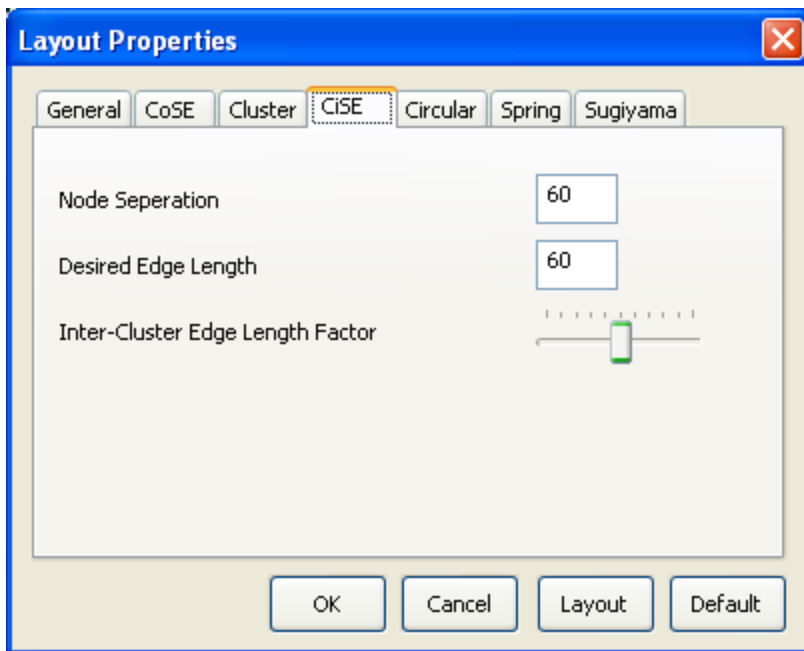 Layout Properties
General CoSE Cluster CiSE Circular Spring Sugiyama
Node Seperation 60
Desired Edge Length 60
Inter-Cluster Edge Length Factor
OK Cancel Layout Default